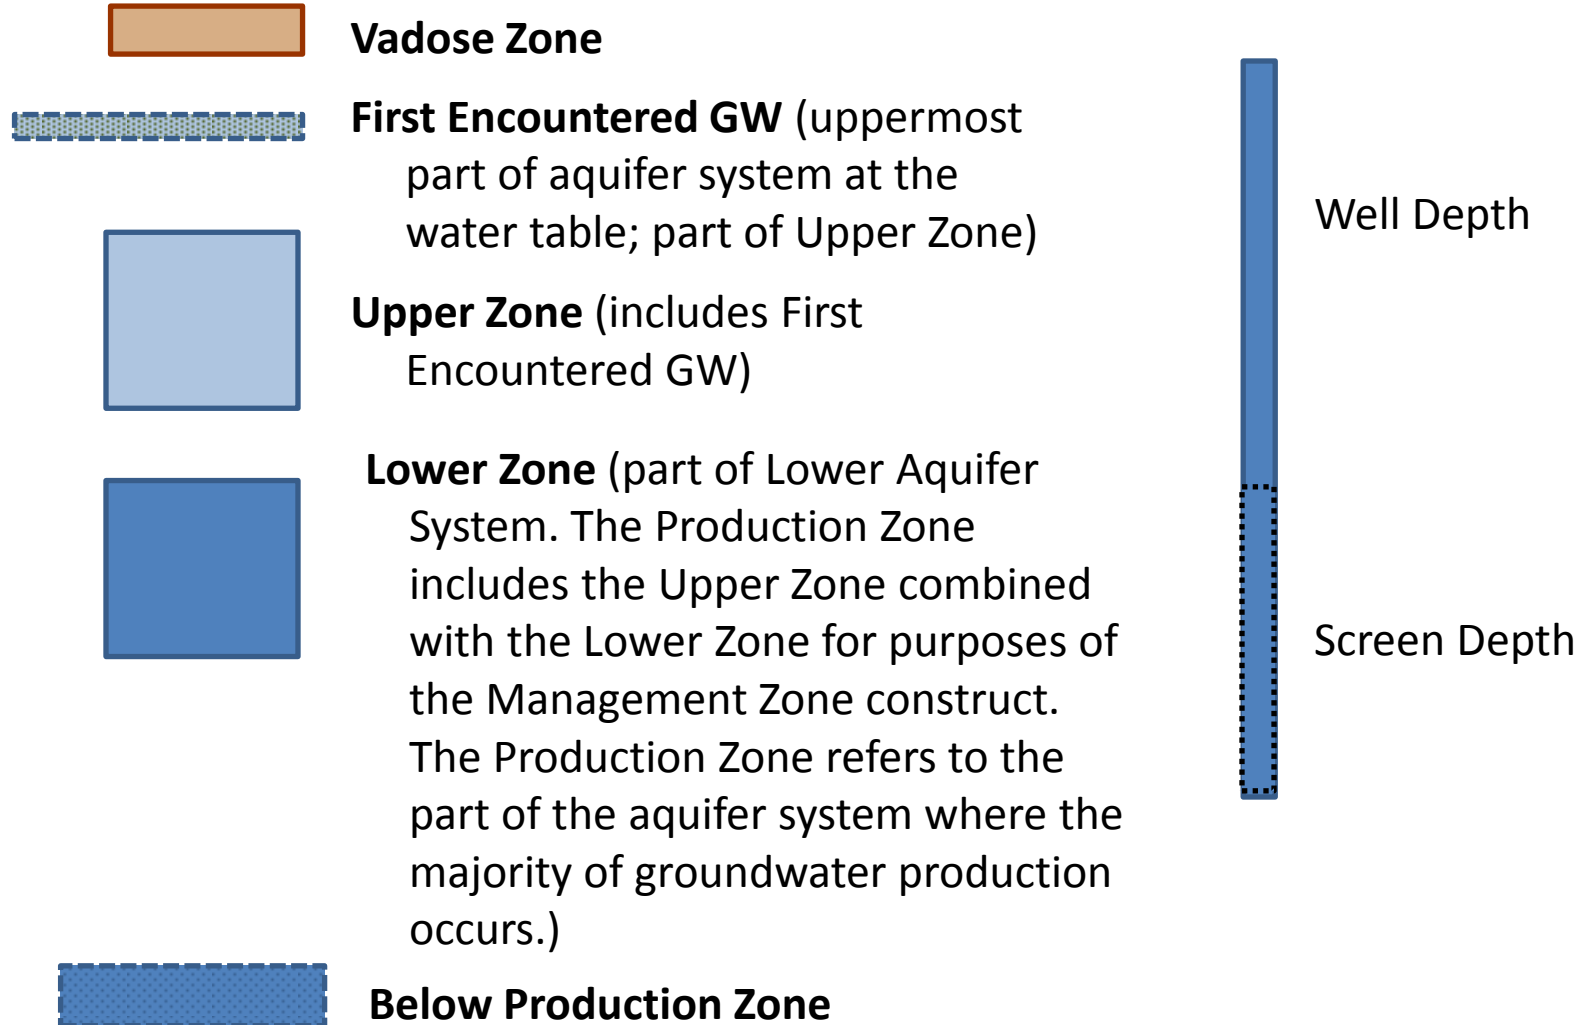 Vadose Zone
First Encountered GW (uppermost
part of aquifer system at the
water table; part of Upper Zone)
Upper Zone (includes First
Encountered GW)
Lower Zone (part of Lower Aquifer
System. The Production Zone
includes the Upper Zone combined
with the Lower Zone for purposes of
the Management Zone construct.
The Production Zone refers to the
part of the aquifer system where the
majority of groundwater production
occurs.)
Below Production Zone
Well Depth
Screen Depth